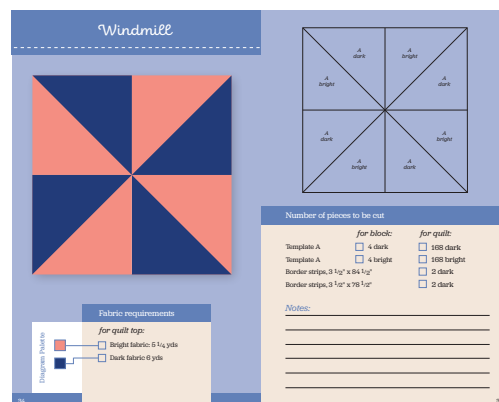 Windmill
A
dark
A
bright
A
bright
A
dark
A
dark
A
bright
A
bright
A
dark
Number of pieces to be cut
for block: for quilt:
Template A 4 dark 168 dark
Template A 4 bright 168 bright
Border strips, 3 1/2" x 84 1/2" 2 dark
Border strips, 3 1/2" x 78 1/2" 2 dark
Notes:
Fabric requirements
for quilt top:
Diagram Palette
Bright fabric: 5 1/4 yds
Dark fabric 6 yds